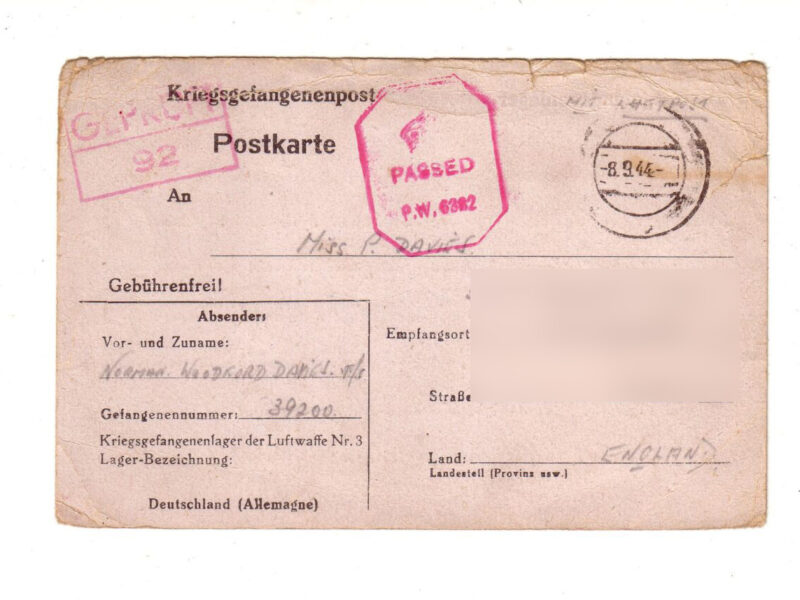 Kriegsgefangenenpost
MIT LUFTPOST
GEPRÜFT
92
Postkarte
PASSED
P.W. 6382
-8.9.44-
An
Miss P. DAVIES.
Gebührenfrei!
Absender:
Vor- und Zuname:
NORMAN. WOODFORD DAVIES. F/S
Gefangenennummer: 39200.
Kriegsgefangenenlager der Luftwaffe Nr. 3
Lager-Bezeichnung:
Deutschland (Allemagne)
Empfangsort
Straße
Land: ENGLAND.
Landesteil (Provinz usw.)